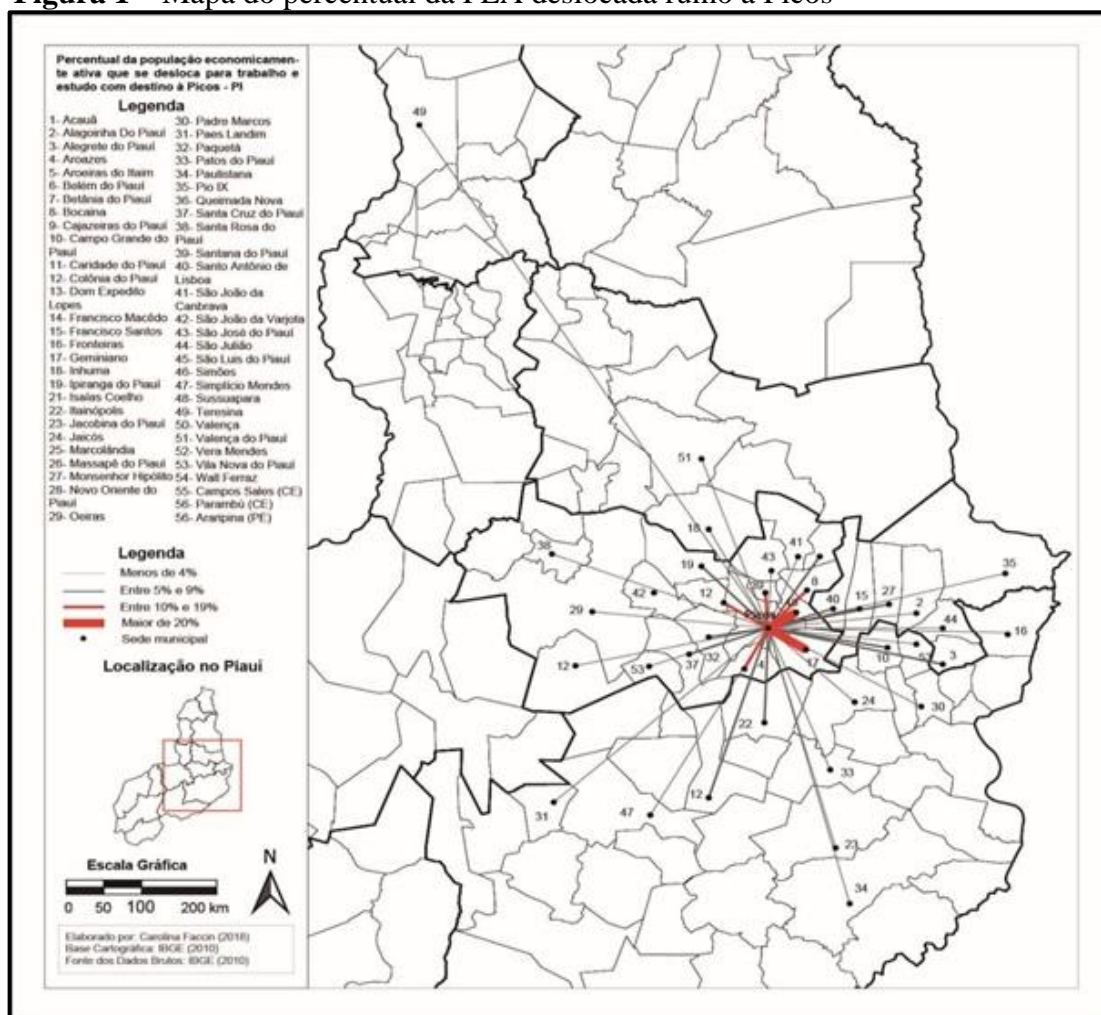 Figura 1 – Mapa do percentual da PEA deslocada rumo à Picos
Percentual da população economicamen-
te ativa que se desloca para trabalho e
estudo com destino à Picos - PI
Legenda
1- Acauã
2- Alagoinha Do Piauí
3- Alegrete do Piauí
4- Aroazes
5- Aroeiras do Itaim
6- Belém do Piauí
7- Betânia do Piauí
8- Bocaina
9- Cajazeiras do Piauí
10- Campo Grande do
Piauí
11- Caridade do Piauí
12- Colônia do Piauí
13- Dom Expedito
Lopes
14- Francisco Macêdo
15- Francisco Santos
16- Fronteiras
17- Geminiano
18- Inhuma
19- Ipiranga do Piauí
21- Isaías Coelho
22- Itainópolis
23- Jacobina do Piauí
24- Jaicós
25- Marcolândia
26- Massapê do Piauí
27- Monsenhor Hipólito
28- Novo Oriente do
Piauí
29- Oeiras
30- Padre Marcos
31- Paes Landim
32- Paquetá
33- Patos do Piauí
34- Paulistana
35- Pio IX
36- Queimada Nova
37- Santa Cruz do Piauí
38- Santa Rosa do
Piauí
39- Santana do Piauí
40- Santo Antônio de
Lisboa
41- São João da
Canbrava
42- São João da Varjota
43- São José do Piauí
44- São Julião
45- São Luis do Piauí
46- Simões
47- Simplício Mendes
48- Sussuapara
49- Teresina
50- Valença
51- Valença do Piauí
52- Vera Mendes
53- Vila Nova do Piauí
54- Wall Ferraz
55- Campos Sales (CE)
56- Parambú (CE)
56- Araripina (PE)
Legenda
Menos de 4%
Entre 5% e 9%
Entre 10% e 19%
Maior de 20%
Sede municipal
Localização no Piaui
Escala Gráfica
N
0 50 100 200 km
Elaborado por: Carolina Faccin (2018)
Base Cartográfica: IBGE (2010)
Fonte dos Dados Brutos: IBGE (2010)
49
51
18
38
41
43
19
35
42
12
8
29
40
15
27
2
44
16
12
53
37
32
4
17
10
3
24
30
22
33
31
47
12
23
34